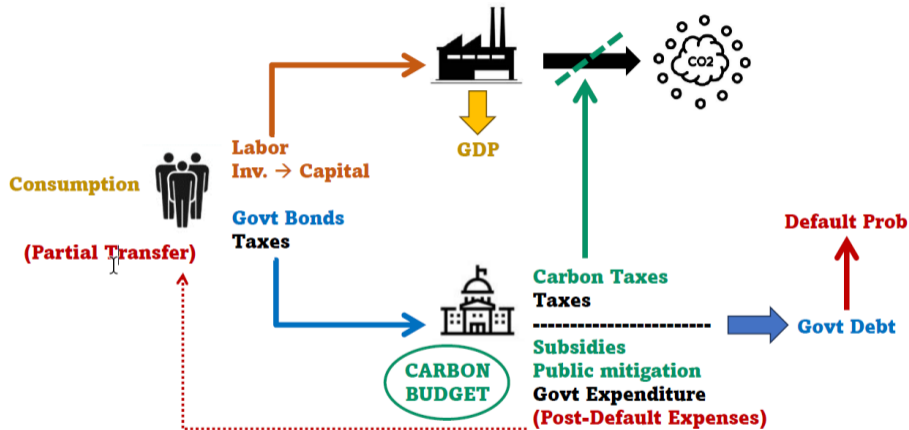 CO2
GDP
Labor
Inv. → Capital
Consumption
Govt Bonds
Taxes
(Partial Transfer)
Default Prob
Carbon Taxes
Taxes
------------------------
Govt Debt
Subsidies
Public mitigation
Govt Expenditure
(Post-Default Expenses)
CARBON
BUDGET